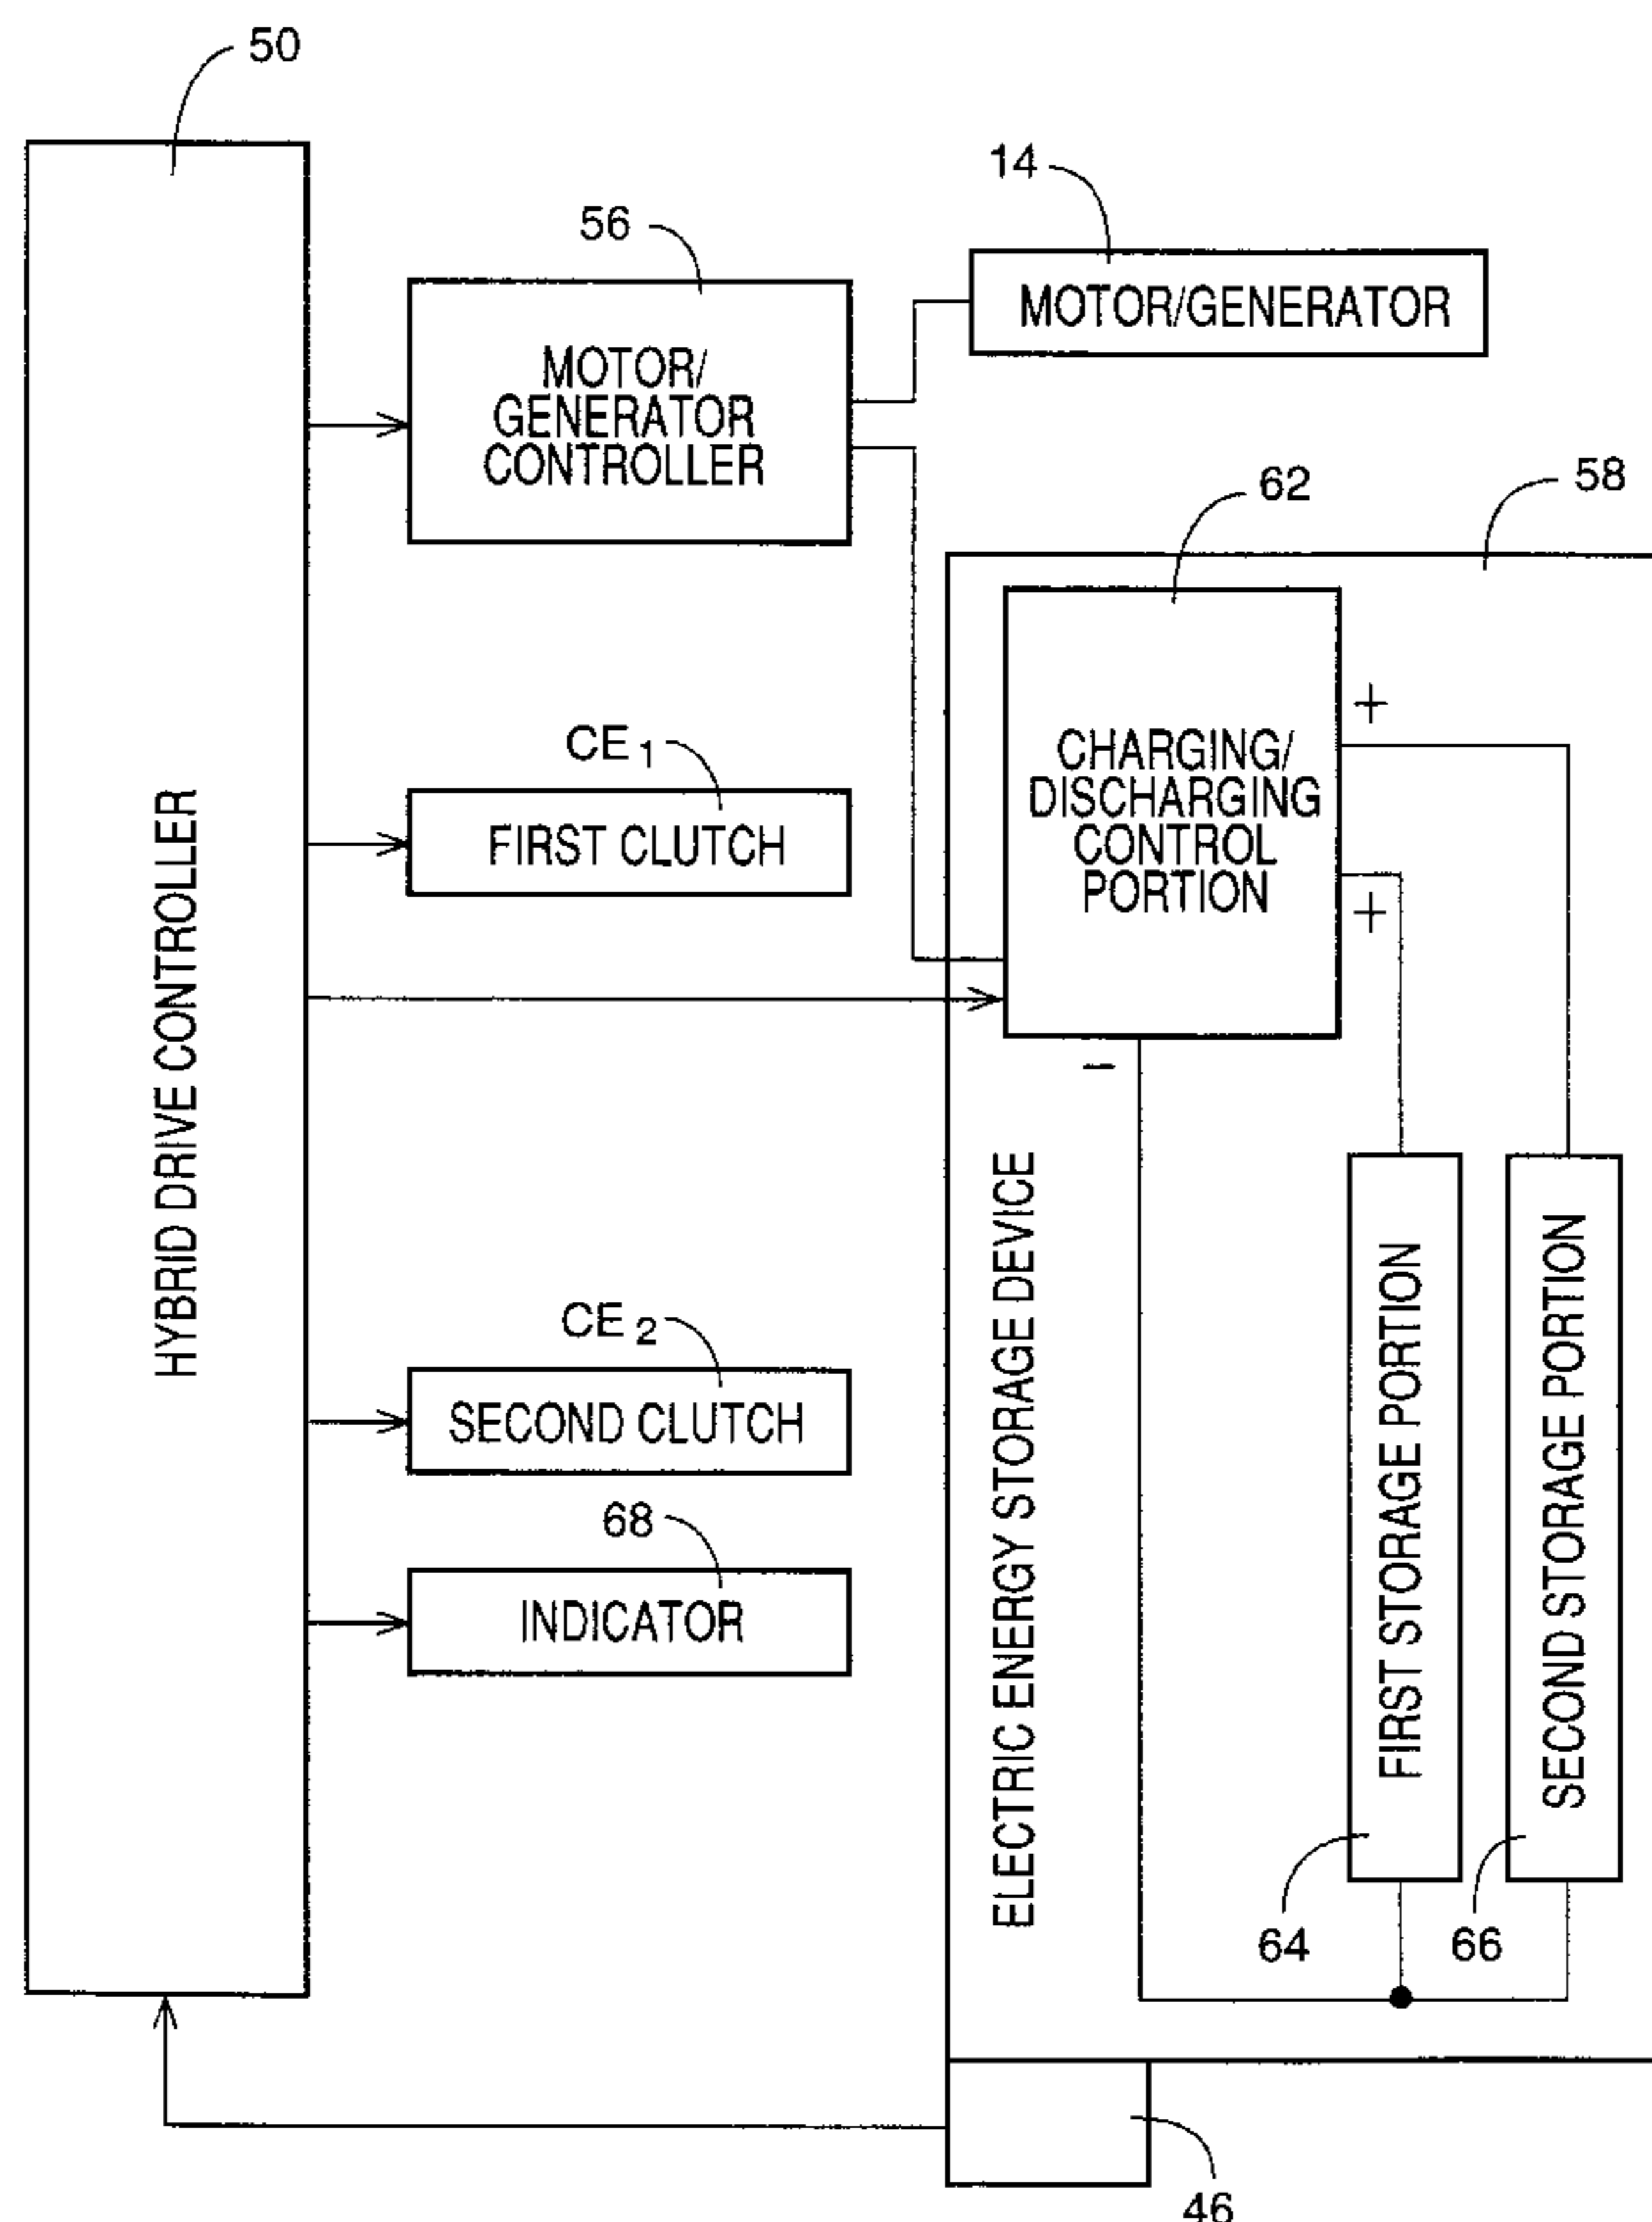 50
14
56
MOTOR/GENERATOR
MOTOR/
GENERATOR
CONTROLLER
58
62
CE1
FIRST CLUTCH
+
CHARGING/
DISCHARGING
CONTROL
PORTION
+
−
HYBRID DRIVE CONTROLLER
CE2
SECOND CLUTCH
68
INDICATOR
ELECTRIC ENERGY STORAGE DEVICE
FIRST STORAGE PORTION
SECOND STORAGE PORTION
64
66
46